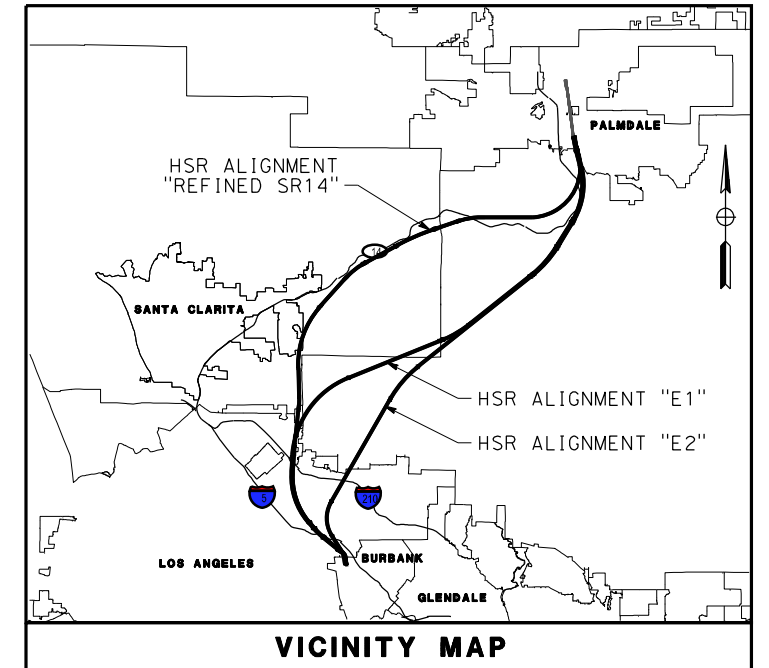 PALMDALE
HSR ALIGNMENT
"REFINED SR14"
14
SANTA CLARITA
HSR ALIGNMENT "E1"
HSR ALIGNMENT "E2"
5
210
LOS ANGELES
BURBANK
GLENDALE
VICINITY MAP